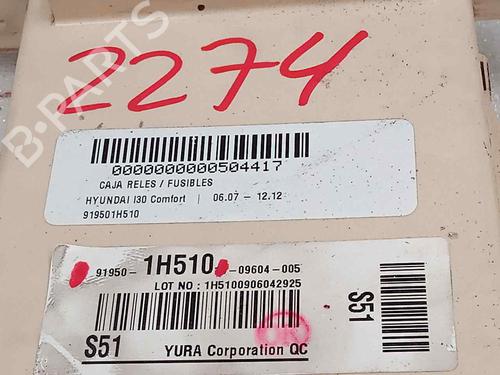 2274
B-PARTS
0000000000504417
CAJA RELES / FUSIBLES
HYUNDAI I30 Comfort | 06.07 – 12.12
919501H510
91950- 1H510 -09604-005
LOT NO : 1H5100906042925
S51 YURA Corporation QC
S51